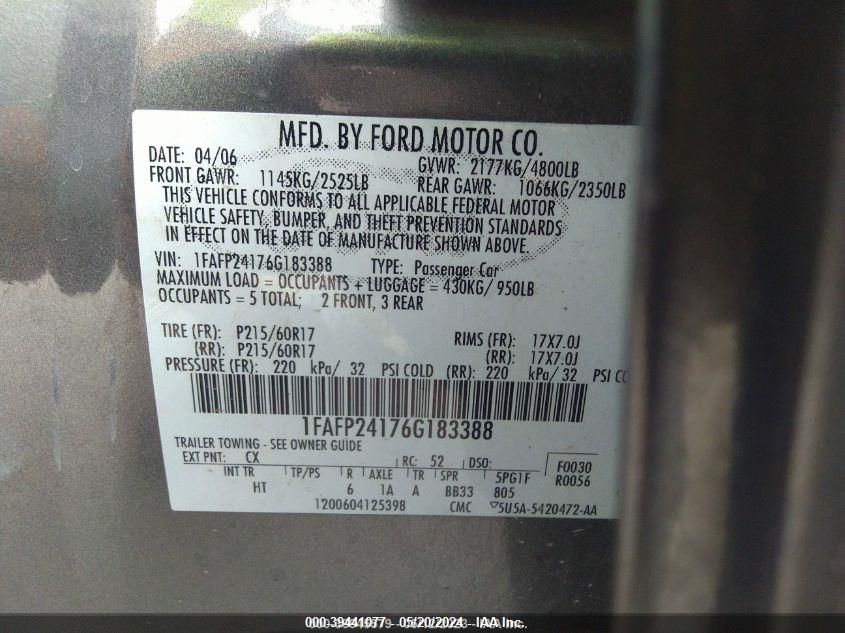 MFD. BY FORD MOTOR CO.
DATE: 04/06 GVWR: 2177KG/4800LB
FRONT GAWR: 1145KG/2525LB REAR GAWR: 1066KG/2350LB
THIS VEHICLE CONFORMS TO ALL APPLICABLE FEDERAL MOTOR
VEHICLE SAFETY, BUMPER, AND THEFT PREVENTION STANDARDS
IN EFFECT ON THE DATE OF MANUFACTURE SHOWN ABOVE.
VIN: 1FAFP24176G183388 TYPE: Passenger Car
MAXIMUM LOAD = OCCUPANTS + LUGGAGE = 430KG/ 950LB
OCCUPANTS = 5 TOTAL; 2 FRONT, 3 REAR
TIRE (FR): P215/60R17 RIMS (FR): 17X7.0J
(RR): P215/60R17 (RR): 17X7.0J
PRESSURE (FR): 220 kPa/ 32 PSI COLD (RR): 220 kPa/ 32 PSI
1FAFP24176G183388
TRAILER TOWING - SEE OWNER GUIDE
EXT PNT: CX RC: 52 DSO: F0030
INT TR TP/PS R AXLE TR SPR 5PG1F R0056
HT 6 1A A BB33 805
1200604125398 CMC 5U5A-5420472-AA
000-39441077 - 05/20/2024 - IAA Inc.